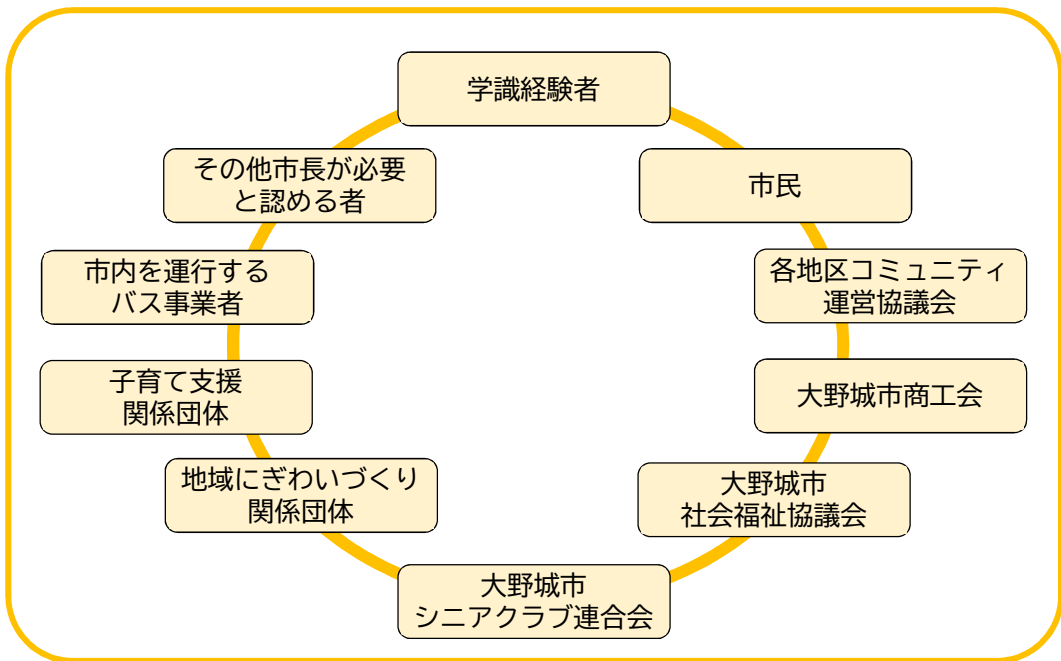 学識経験者
市民
各地区コミュニティ
運営協議会
大野城市商工会
大野城市
社会福祉協議会
大野城市
シニアクラブ連合会
地域にぎわいづくり
関係団体
子育て支援
関係団体
市内を運行する
バス事業者
その他市長が必要
と認める者